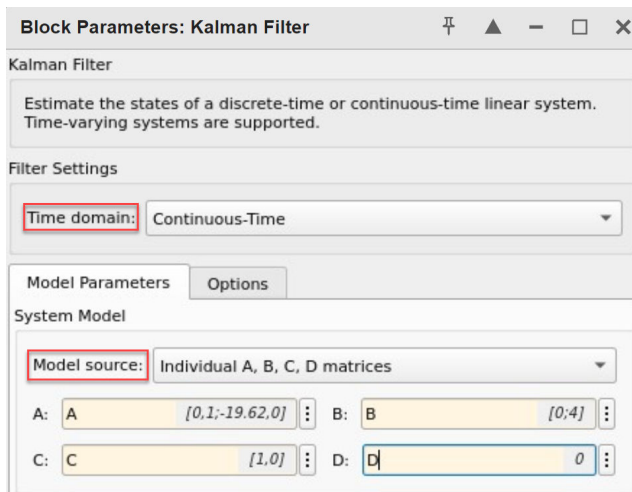 Block Parameters: Kalman Filter
Kalman Filter
Estimate the states of a discrete-time or continuous-time linear system.
Time-varying systems are supported.
Filter Settings
Time domain: Continuous-Time
Model Parameters Options
System Model
Model source: Individual A, B, C, D matrices
A: A [0,1;-19.62,0] B: B [0;4]
C: C [1,0] D: D 0